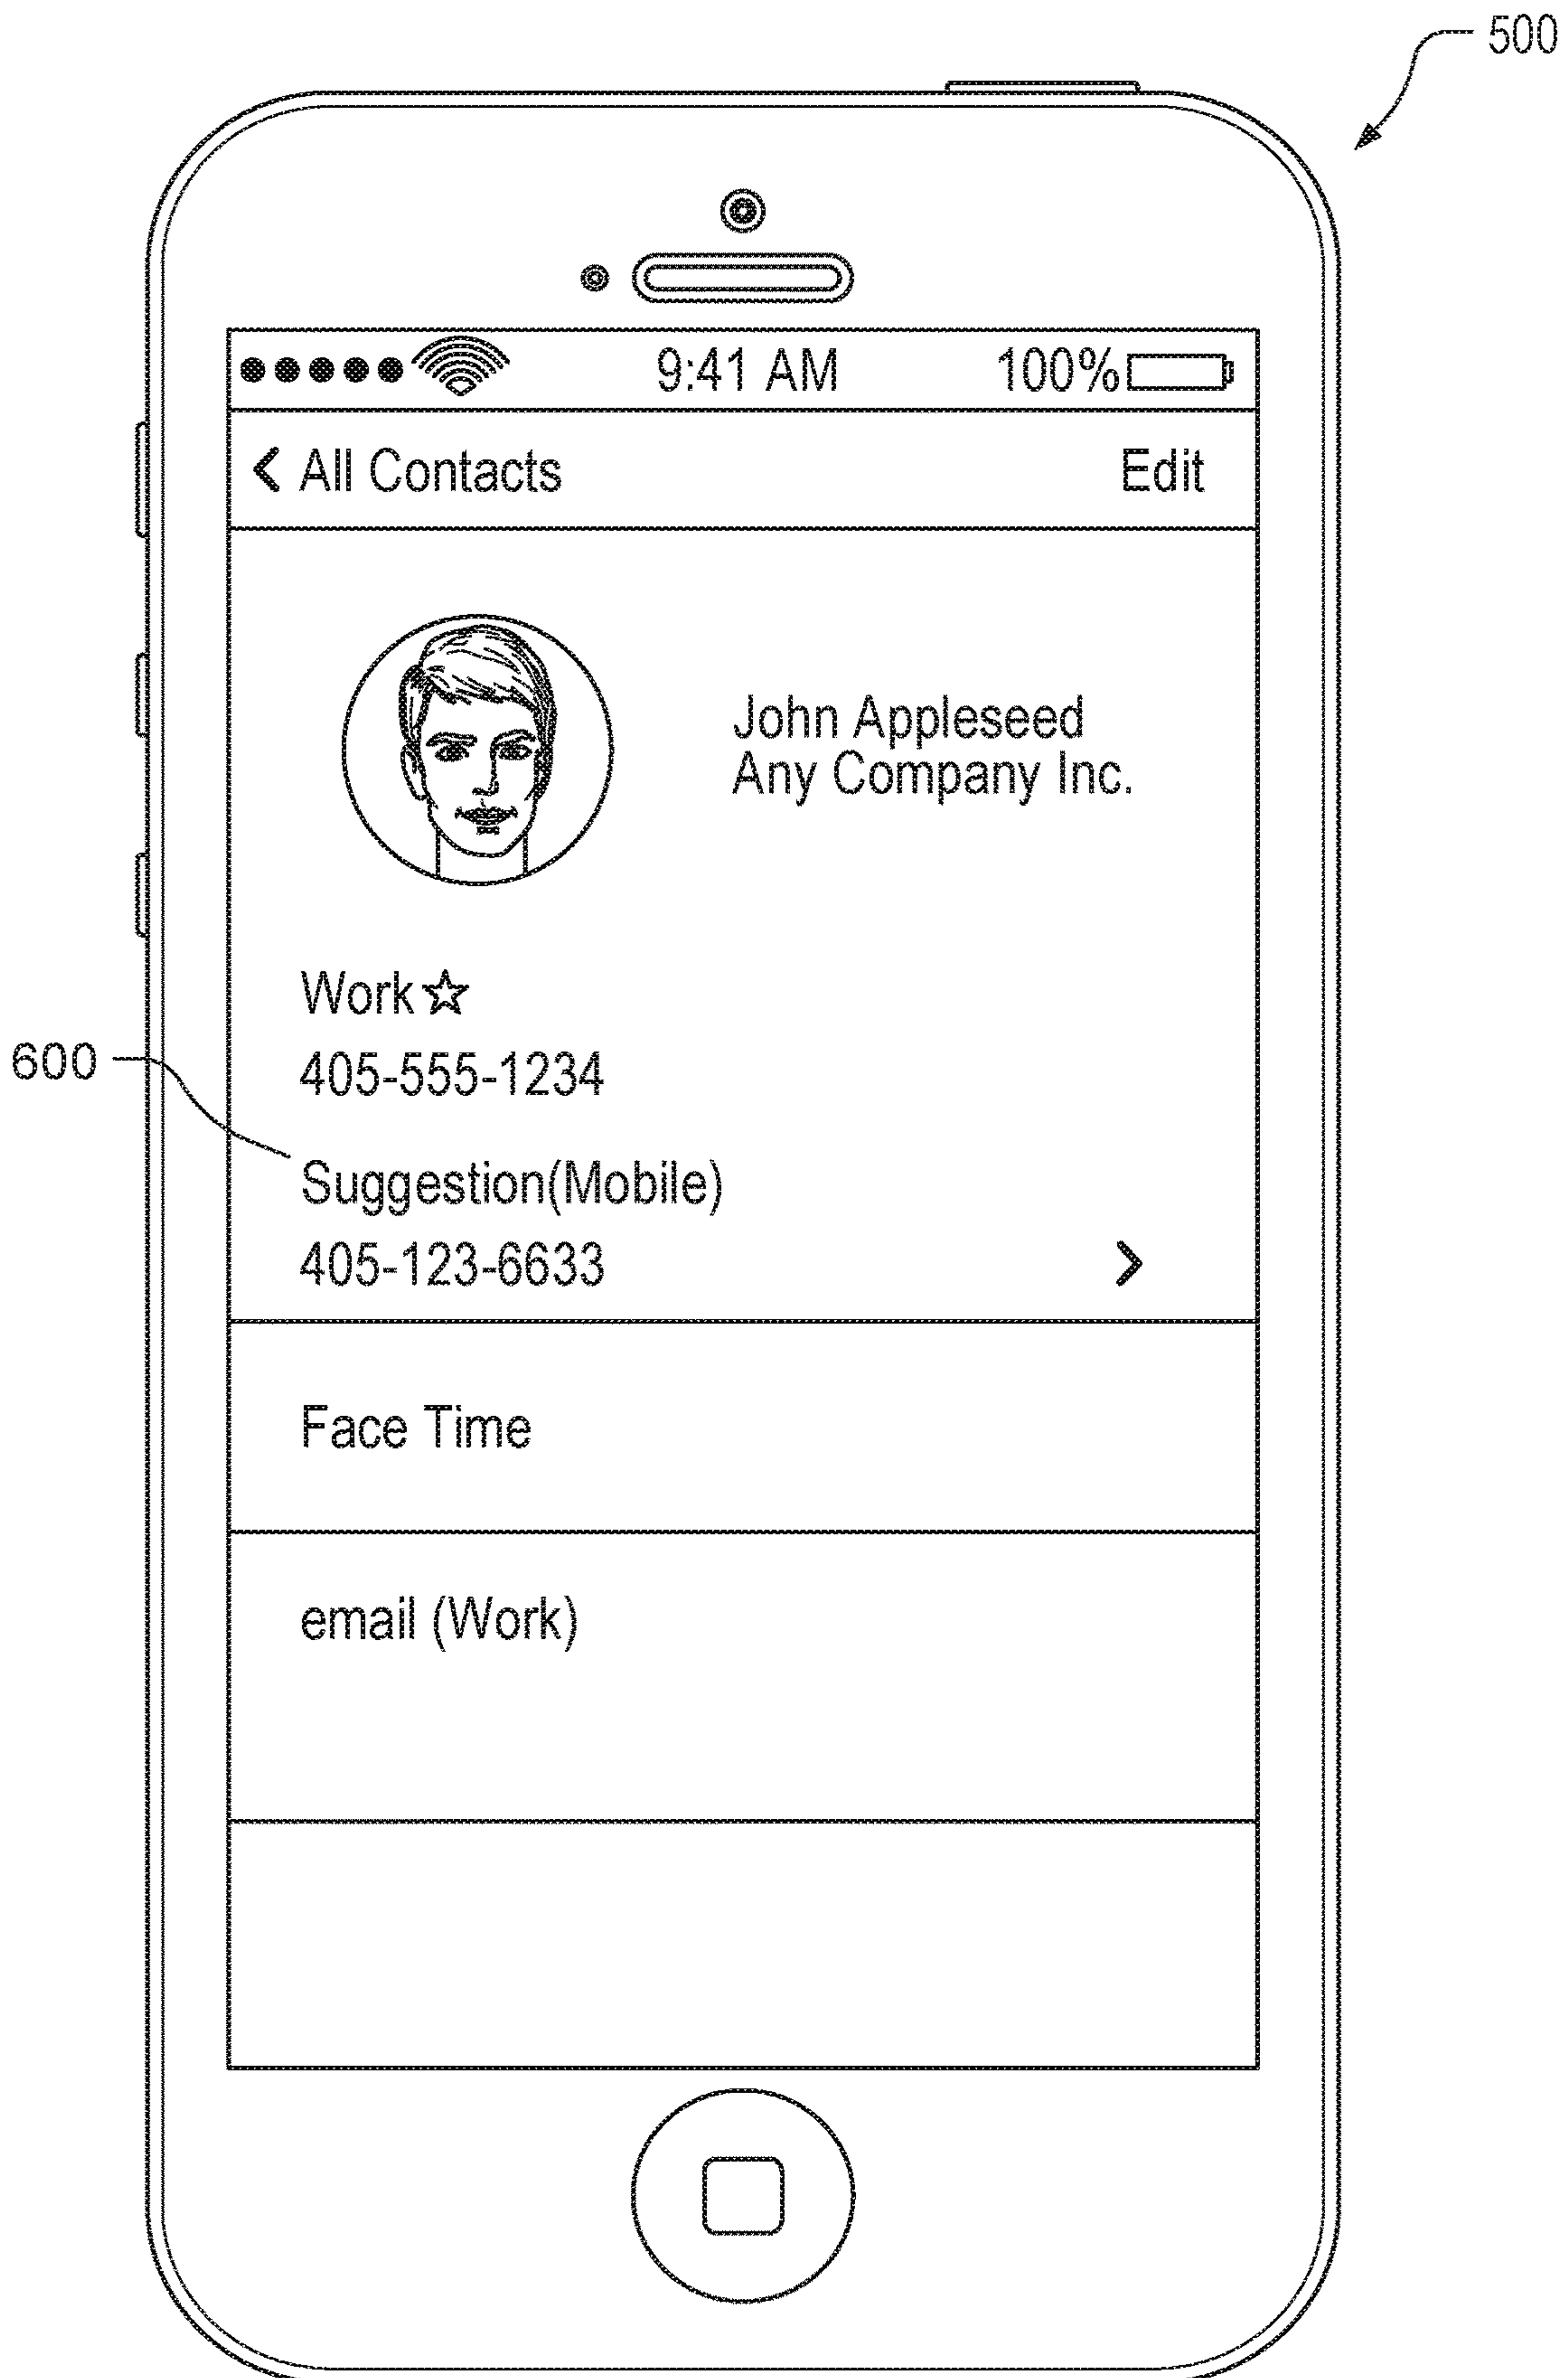 500
9:41 AM 100%
All Contacts Edit
John Appleseed
Any Company Inc.
Work
405-555-1234
600
Suggestion(Mobile)
405-123-6633
Face Time
email (Work)